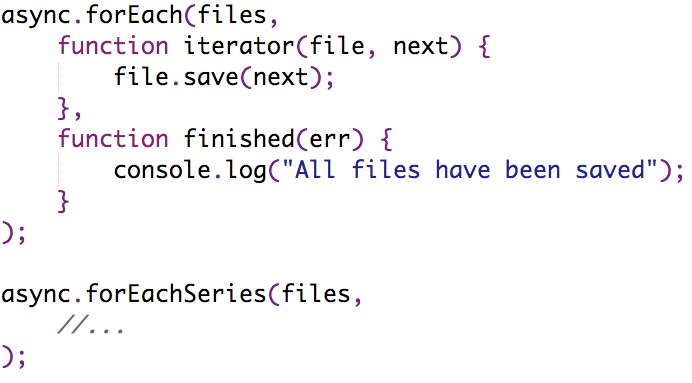 async.forEach(files,
    function iterator(file, next) {
        file.save(next);
    },
    function finished(err) {
        console.log("All files have been saved");
    }
);

async.forEachSeries(files,
    //...
);